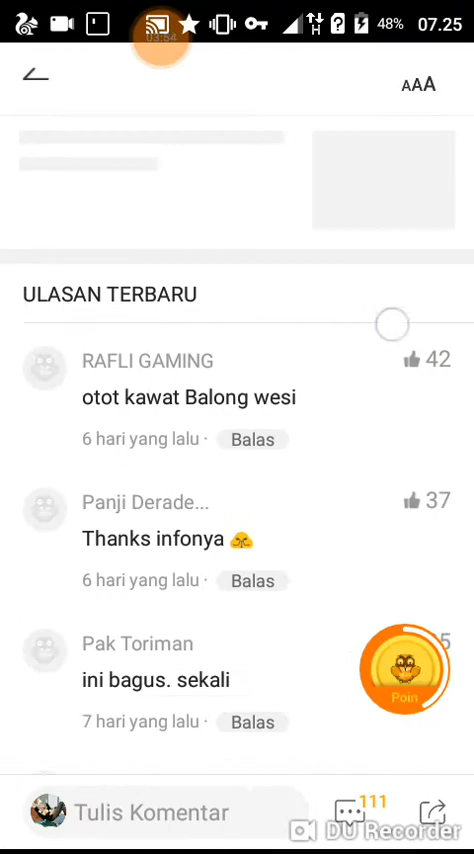 H
?
48%
07.25
03:54
AAA
ULASAN TERBARU
RAFLI GAMING
42
otot kawat Balong wesi
6 hari yang lalu · Balas
Panji Derade...
37
Thanks infonya
6 hari yang lalu · Balas
Pak Toriman
5
ini bagus. sekali
7 hari yang lalu · Balas
Poin
Tulis Komentar
111
DU Recorder